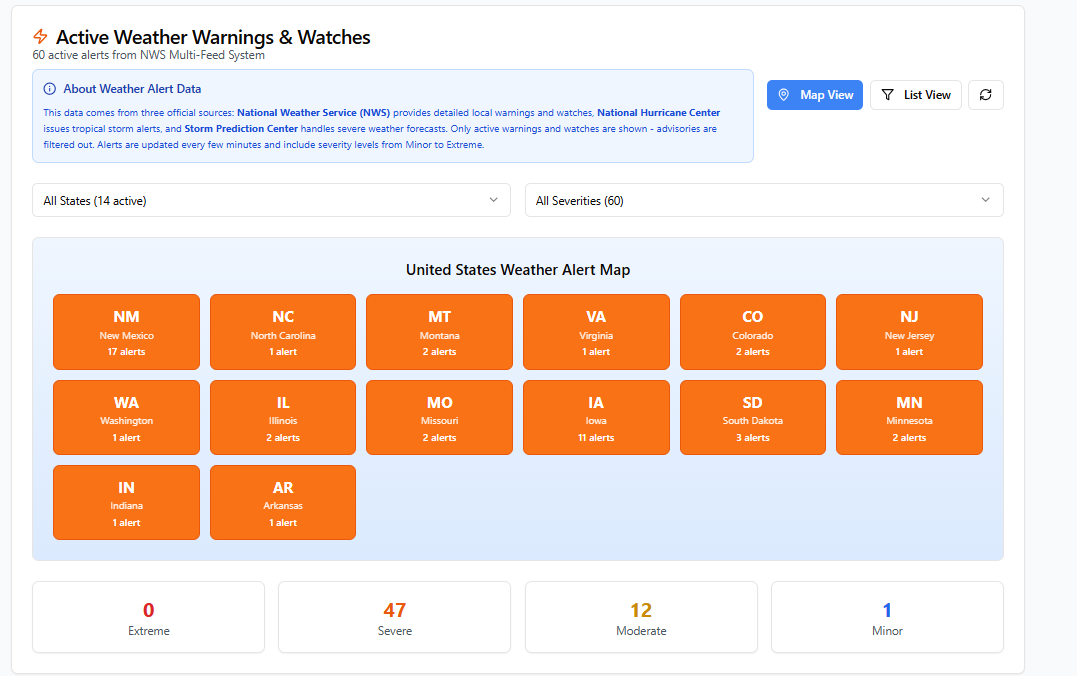 Active Weather Warnings & Watches
60 active alerts from NWS Multi-Feed System
About Weather Alert Data
This data comes from three official sources: National Weather Service (NWS) provides detailed local warnings and watches, National Hurricane Center
issues tropical storm alerts, and Storm Prediction Center handles severe weather forecasts. Only active warnings and watches are shown - advisories are
filtered out. Alerts are updated every few minutes and include severity levels from Minor to Extreme.
Map View
List View
All States (14 active)
All Severities (60)
United States Weather Alert Map
NM
New Mexico
17 alerts
NC
North Carolina
1 alert
MT
Montana
2 alerts
VA
Virginia
1 alert
CO
Colorado
2 alerts
NJ
New Jersey
1 alert
WA
Washington
1 alert
IL
Illinois
2 alerts
MO
Missouri
2 alerts
IA
Iowa
11 alerts
SD
South Dakota
3 alerts
MN
Minnesota
2 alerts
IN
Indiana
1 alert
AR
Arkansas
1 alert
0
Extreme
47
Severe
12
Moderate
1
Minor